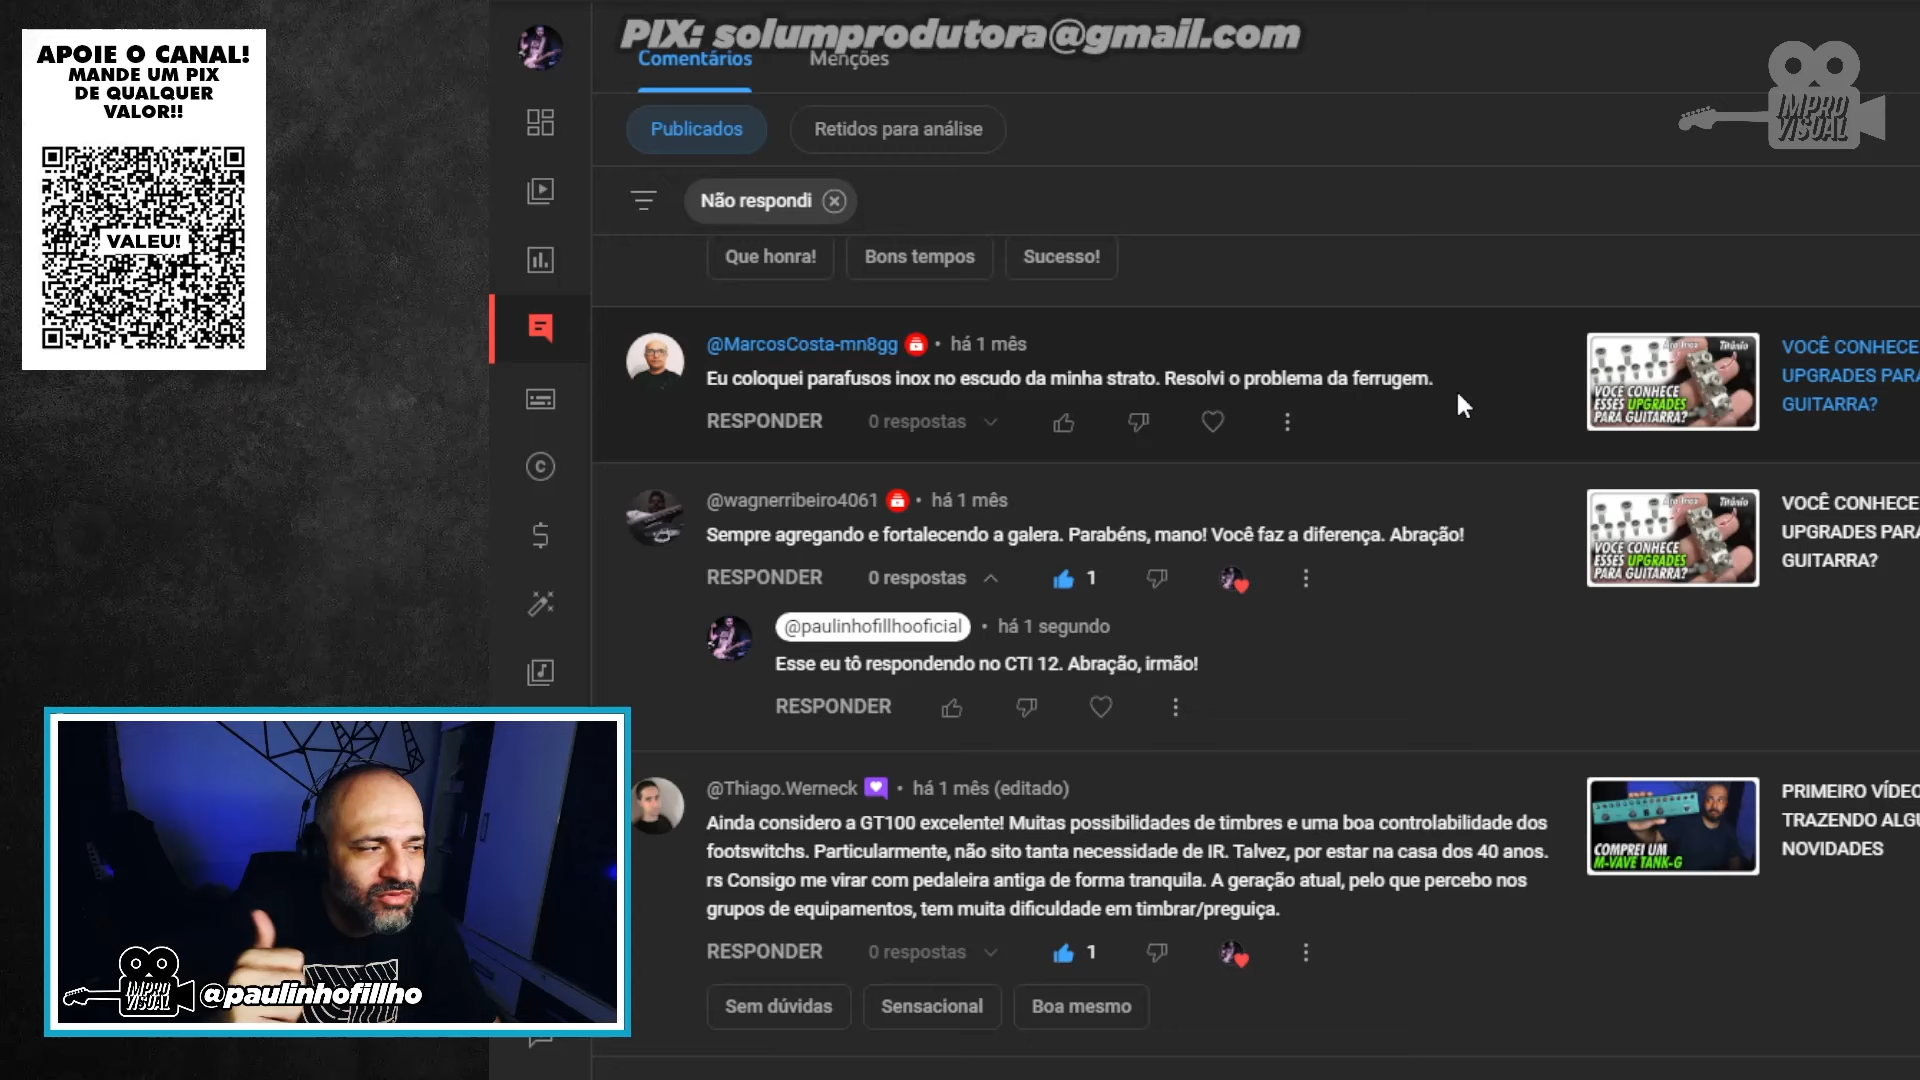 APOIE O CANAL!
MANDE UM PIX
DE QUALQUER
VALOR!!
VALEU!
PIX: solumprodutora@gmail.com
Comentários
Menções
IMPRO
VISUAL
Publicados
Retidos para análise
Não respondi
Que honra!
Bons tempos
Sucesso!
@MarcosCosta-mn8gg • há 1 mês
Eu coloquei parafusos inox no escudo da minha strato. Resolvi o problema da ferrugem.
RESPONDER
0 respostas
Titânio
VOCE CONHECE
ESSES UPGRADES
PARA GUITARRA?
VOCÊ CONHECE
UPGRADES PARA
GUITARRA?
@wagnerribeiro4061 • há 1 mês
Sempre agregando e fortalecendo a galera. Parabéns, mano! Você faz a diferença. Abração!
RESPONDER
0 respostas
1
Titânio
VOCE CONHECE
ESSES UPGRADES
PARA GUITARRA?
VOCÊ CONHECE
UPGRADES PARA
GUITARRA?
@paulinhofillhooficial • há 1 segundo
Esse eu tô respondendo no CTI 12. Abração, irmão!
RESPONDER
@Thiago.Werneck • há 1 mês (editado)
Ainda considero a GT100 excelente! Muitas possibilidades de timbres e uma boa controlabilidade dos
footswitchs. Particularmente, não sito tanta necessidade de IR. Talvez, por estar na casa dos 40 anos.
rs Consigo me virar com pedaleira antiga de forma tranquila. A geração atual, pelo que percebo nos
grupos de equipamentos, tem muita dificuldade em timbrar/preguiça.
RESPONDER
0 respostas
1
COMPREI UM
M-VAVE TANK-G
PRIMEIRO VÍDEO
TRAZENDO ALGU
NOVIDADES
Sem dúvidas
Sensacional
Boa mesmo
IMPRO
VISUAL
@paulinhofillho